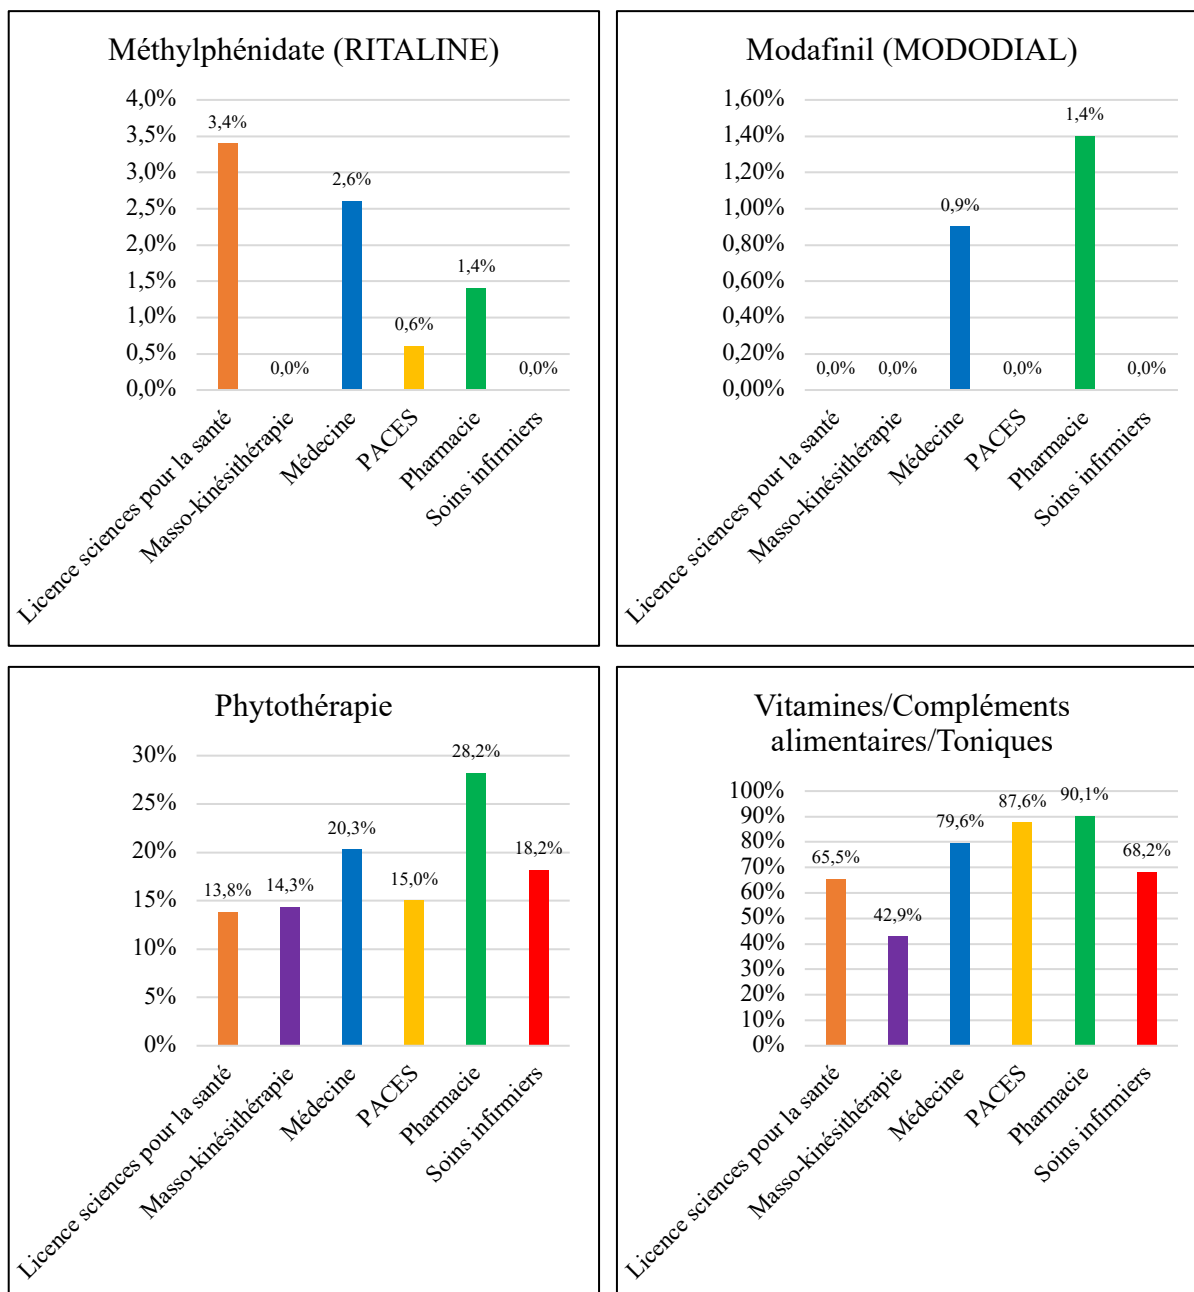 Méthylphénidate (RITALINE)
4,0%
3,5%
3,0%
2,5%
2,0%
1,5%
1,0%
0,5%
0,0%
3,4%
0,0%
2,6%
0,6%
1,4%
0,0%
Licence sciences pour la santé
Masso-kinésithérapie
Médecine
PACES
Pharmacie
Soins infirmiers
Modafinil (MODODIAL)
1,60%
1,40%
1,20%
1,00%
0,80%
0,60%
0,40%
0,20%
0,00%
0,0%
0,0%
0,9%
0,0%
1,4%
0,0%
Licence sciences pour la santé
Masso-kinésithérapie
Médecine
PACES
Pharmacie
Soins infirmiers
Phytothérapie
30%
25%
20%
15%
10%
5%
0%
13,8%
14,3%
20,3%
15,0%
28,2%
18,2%
Licence sciences pour la santé
Masso-kinésithérapie
Médecine
PACES
Pharmacie
Soins infirmiers
Vitamines/Compléments
alimentaires/Toniques
100%
90%
80%
70%
60%
50%
40%
30%
20%
10%
0%
65,5%
42,9%
79,6%
87,6%
90,1%
68,2%
Licence sciences pour la santé
Masso-kinésithérapie
Médecine
PACES
Pharmacie
Soins infirmiers